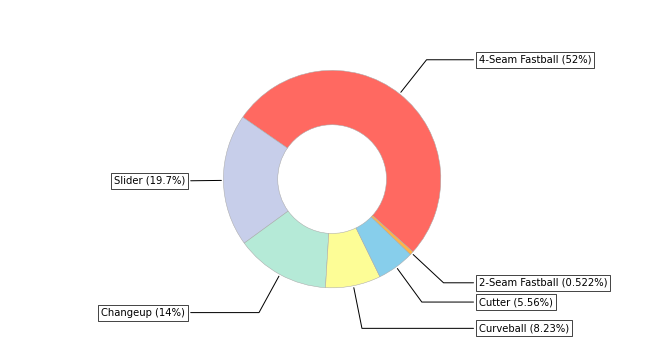 4-Seam Fastball (52%)
Slider (19.7%)
2-Seam Fastball (0.522%)
Cutter (5.56%)
Changeup (14%)
Curveball (8.23%)